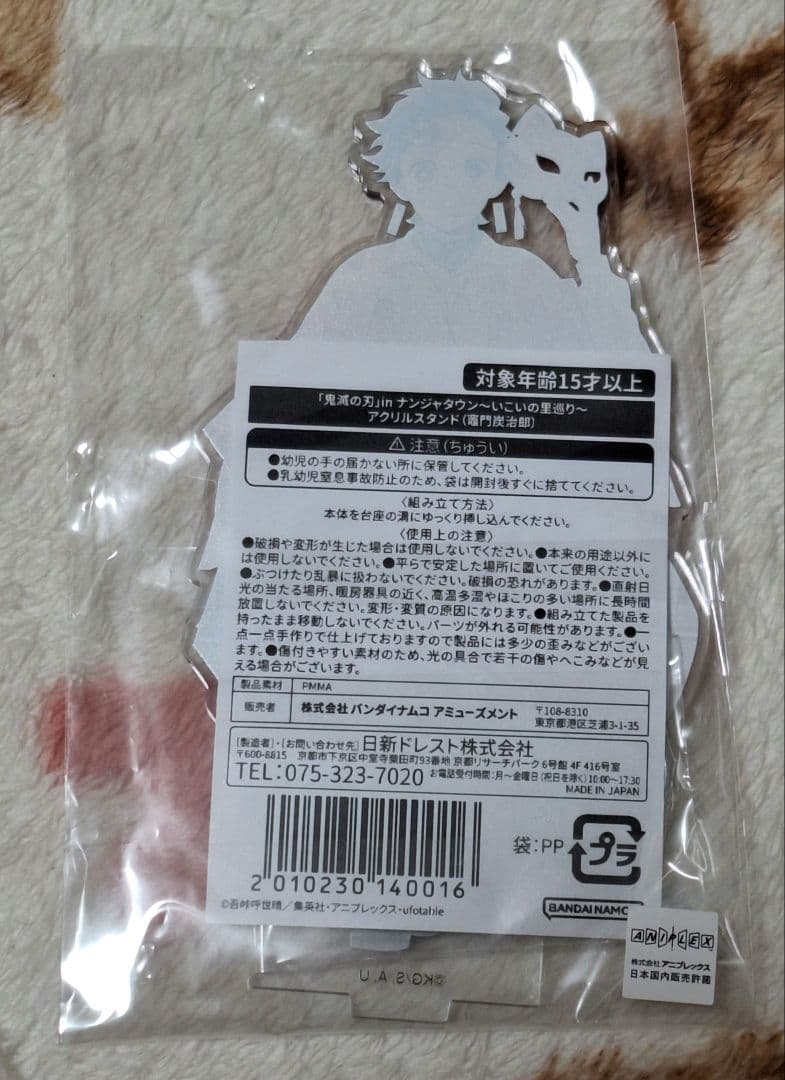 対象年齢15才以上
「鬼滅の刃」in ナンジャタウン～いこいの里巡り～
アクリルスタンド（竈門炭治郎）
⚠注意（ちゅうい）
●幼児の手の届かない所に保管してください。
●乳幼児窒息事故防止のため、袋は開封後すぐに捨ててください。
〈組み立て方法〉
本体を台座の溝にゆっくり挿し込んでください。
〈使用上の注意〉
●破損や変形が生じた場合は使用しないでください。●本来の用途以外に
は使用しないでください。●平らで安定した場所に置いてご使用ください。
●ぶつけたり乱暴に扱わないでください。破損の恐れがあります。●直射日
光の当たる場所、暖房器具の近く、高温多湿やほこりの多い場所に長時間
放置しないでください。変形・変質の原因になります。●組み立てた製品を
持ったまま移動しないでください。パーツが外れる可能性があります。●一
点一点手作りで仕上げておりますので製品には多少の歪みなどがござい
ます。●傷付きやすい素材のため、光の具合で若干の傷やへこみなどが見
える場合がございます。
製品素材 PMMA
販売者 株式会社 バンダイナムコ アミューズメント 〒108-8310
東京都港区芝浦3-1-35
[製造者]・[お問い合わせ先] 日新ドレスト株式会社
〒600-8815 京都市下京区中堂寺粟田町93番地 京都リサーチパーク6号館 4F 416号室
TEL:075-323-7020 お電話受付時間：月～金曜日（祝日を除く）10:00～17:30
MADE IN JAPAN
袋：PP プラ
2 010230 140016
©吾峠呼世晴／集英社・アニプレックス・ufotable
BANDAI NAMCO
ANIPLEX
株式会社 アニプレックス
日本国内販売許諾
©KG/S, A, U